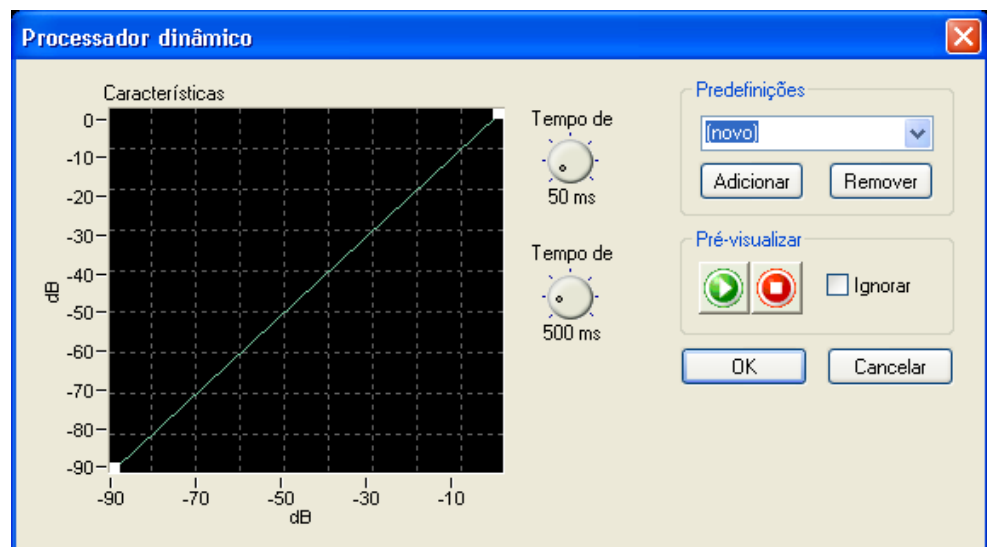 Processador dinâmico
Características
0
-10
-20
-30
-40
-50
-60
-70
-80
-90
dB
-90 -70 -50 -30 -10
dB
Tempo de
50 ms
Tempo de
500 ms
Predefinições
(novo)
Adicionar Remover
Pré-visualizar
Ignorar
OK Cancelar